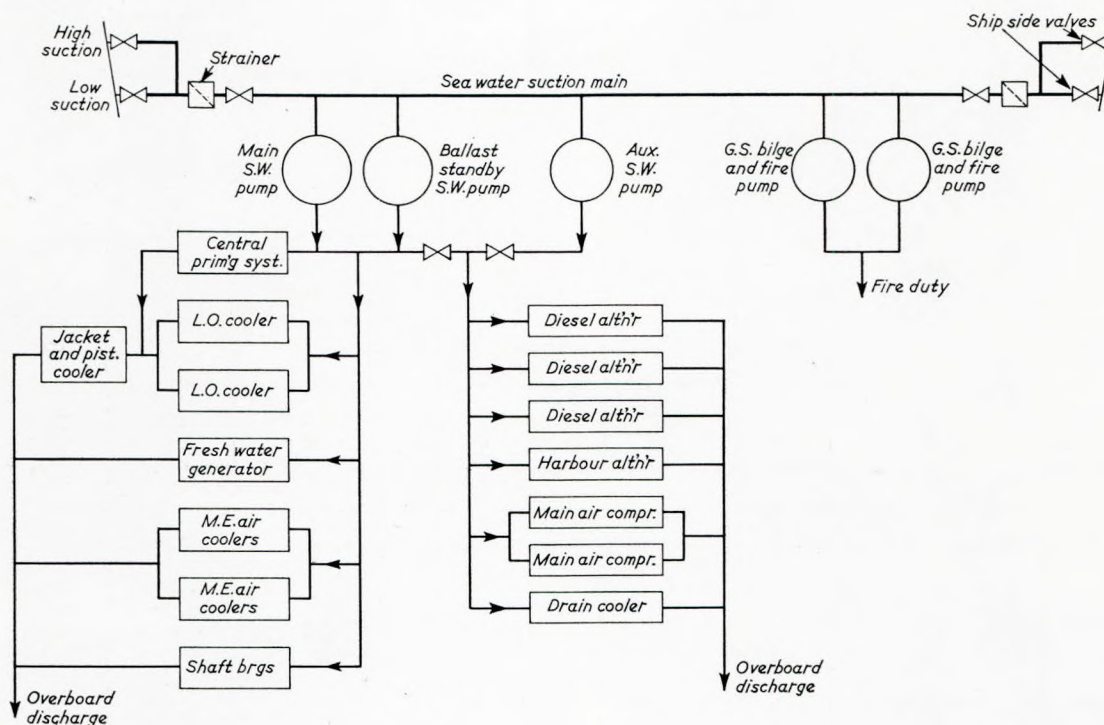 High
suction
Strainer
Ship side valves
Low
suction
Sea water suction main
Main
S.W.
pump
Ballast
standby
S.W. pump
Aux.
S.W.
pump
G.S. bilge
and fire
pump
G.S. bilge
and fire
pump
Central
prim'g syst.
Fire duty
L.O. cooler
Jacket
and pist.
cooler
L.O. cooler
Fresh water
generator
M.E. air
coolers
M.E. air
coolers
Shaft brgs
Overboard
discharge
Diesel alt'n'r
Diesel alt'n'r
Diesel alt'n'r
Harbour alt'n'r
Main air compr.
Main air compr.
Drain cooler
Overboard
discharge